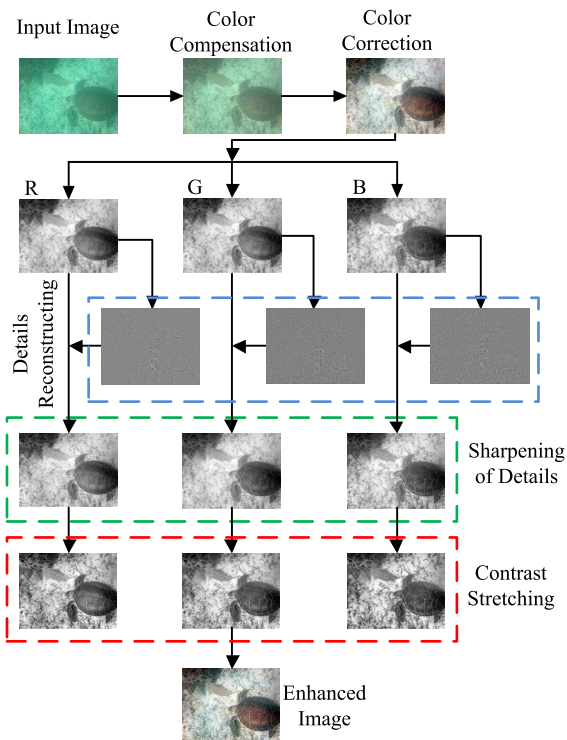 Input Image
Color
Compensation
Color
Correction
R
G
B
Details
Reconstructing
Sharpening
of Details
Contrast
Stretching
Enhanced
Image